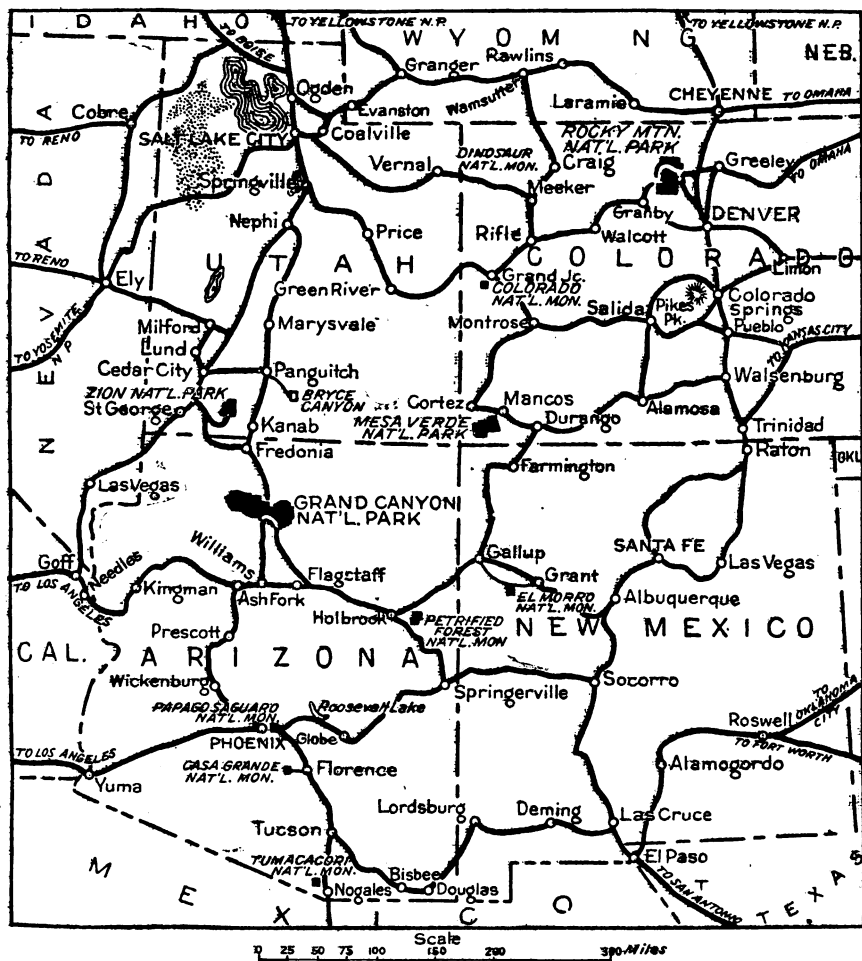 IDAHO
TO BOISE
TO YELLOWSTONE N.P.
WYOMING
TO YELLOWSTONE N.P.
NEB.
Granger
Rawlins
Wamsutter
Ogden
Evanston
Laramie
CHEYENNE
TO OMAHA
Cobre
TO RENO
SALT LAKE CITY
Coalville
ROCKY MTN.
NAT'L. PARK
Vernal
DINOSAUR
NAT'L. MON.
Craig
Greeley
TO OMAHA
Springville
Meeker
Granby
DENVER
Nephi
Price
Rifle
Walcott
NEVADA
UTAH
COLORADO
TO RENO
Ely
Limon
Grand Jc.
COLORADO
NAT'L. MON.
Green River
Colorado
Springs
Pikes
Pk.
Milford
Marysvale
Montrose
Salida
Pueblo
TO YOSEMITE
N.P.
Lund
TO KANSAS CITY
Cedar City
Panguitch
Walsenburg
ZION NAT'L. PARK
BRYCE
CANYON
St George
Cortez
Mancos
Alamosa
MESA VERDE
NAT'L. PARK
Durango
Kanab
Trinidad
Fredonia
Raton
OKL
Farmington
Las Vegas
GRAND CANYON
NAT'L. PARK
Williams
Gallup
SANTA FE
Las Vegas
Goff
TO LOS ANGELES
Needles
Kingman
Ash Fork
Flagstaff
Grant
EL MORRO
NAT'L. MON.
Albuquerque
Holbrook
PETRIFIED
FOREST
NAT'L. MON
NEW MEXICO
Prescott
CAL.
ARIZONA
Wickenburg
Springerville
Socorro
PAPAGO SAGUARO
NAT'L. MON.
Roosevelt Lake
TO
OKLAHOMA
CITY
Roswell
PHOENIX
Globe
TO FORT WORTH
TO LOS ANGELES
Yuma
CASA GRANDE
NAT'L. MON.
Florence
Alamogordo
Lordsburg
Deming
Las Cruce
Tucson
El Paso
TUMACACORI
NAT'L. MON.
Bisbee
Nogales
Douglas
TO SAN ANTONIO
MEXICO
TEXAS
Scale
0 25 50 75 100 150 200 300 Miles